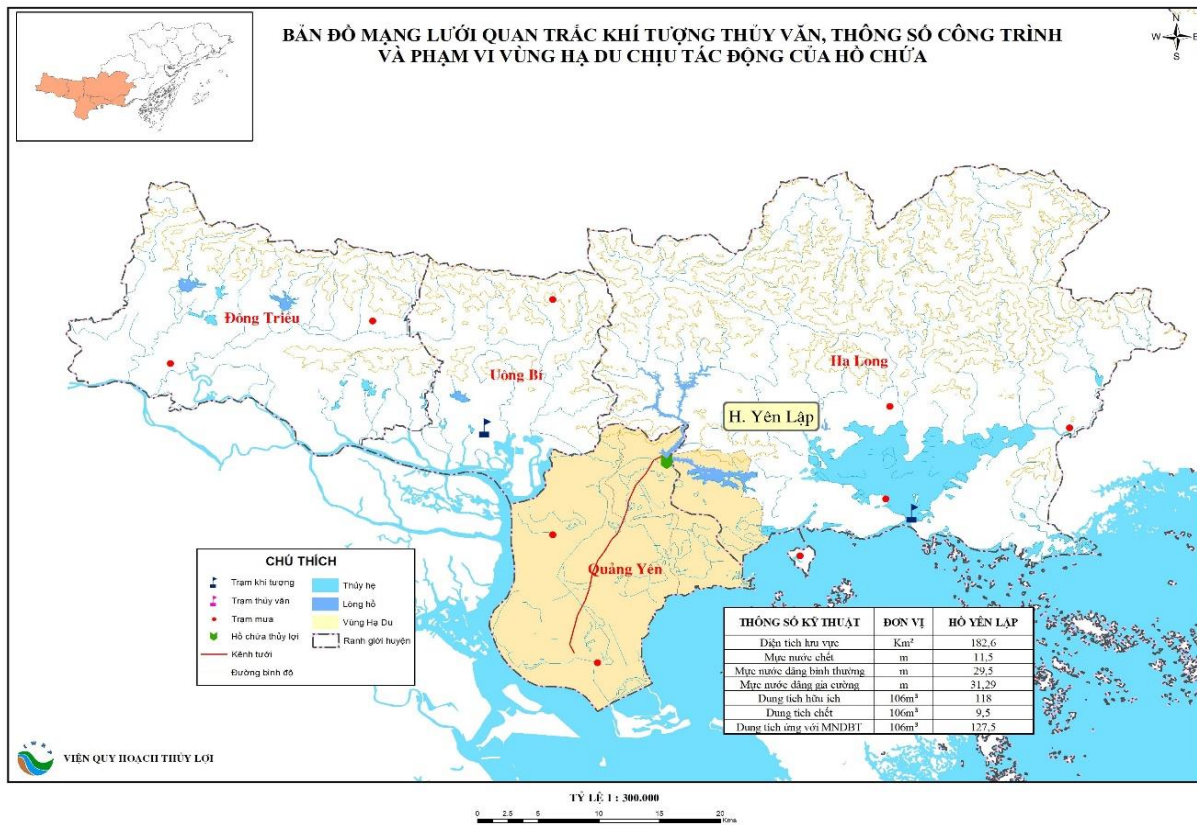 BẢN ĐỒ MẠNG LƯỚI QUAN TRẮC KHÍ TƯỢNG THỦY VĂN, THÔNG SỐ CÔNG TRÌNH
VÀ PHẠM VI VÙNG HẠ DU CHỊU TÁC ĐỘNG CỦA HỒ CHỨA
N
W E
S
Đông Triều
Uông Bí
Hạ Long
H. Yên Lập
Quảng Yên
CHÚ THÍCH
Trạm khí tượng
Trạm thủy văn
Trạm mưa
Hồ chứa thủy lợi
Kênh tưới
Đường bình độ
Thủy hệ
Lòng hồ
Vùng Hạ Du
Ranh giới huyện
THÔNG SỐ KỸ THUẬT ĐƠN VỊ HỒ YÊN LẬP
Diện tích lưu vực Km² 182,6
Mực nước chết m 11,5
Mực nước dâng bình thường m 29,5
Mực nước dâng gia cường m 31,29
Dung tích hữu ích 106m³ 118
Dung tích chết 106m³ 9,5
Dung tích ứng với MNDBT 106m³ 127,5
VIỆN QUY HOẠCH THỦY LỢI
TỶ LỆ 1 : 300.000
0 2.5 5 10 15 20
Kms